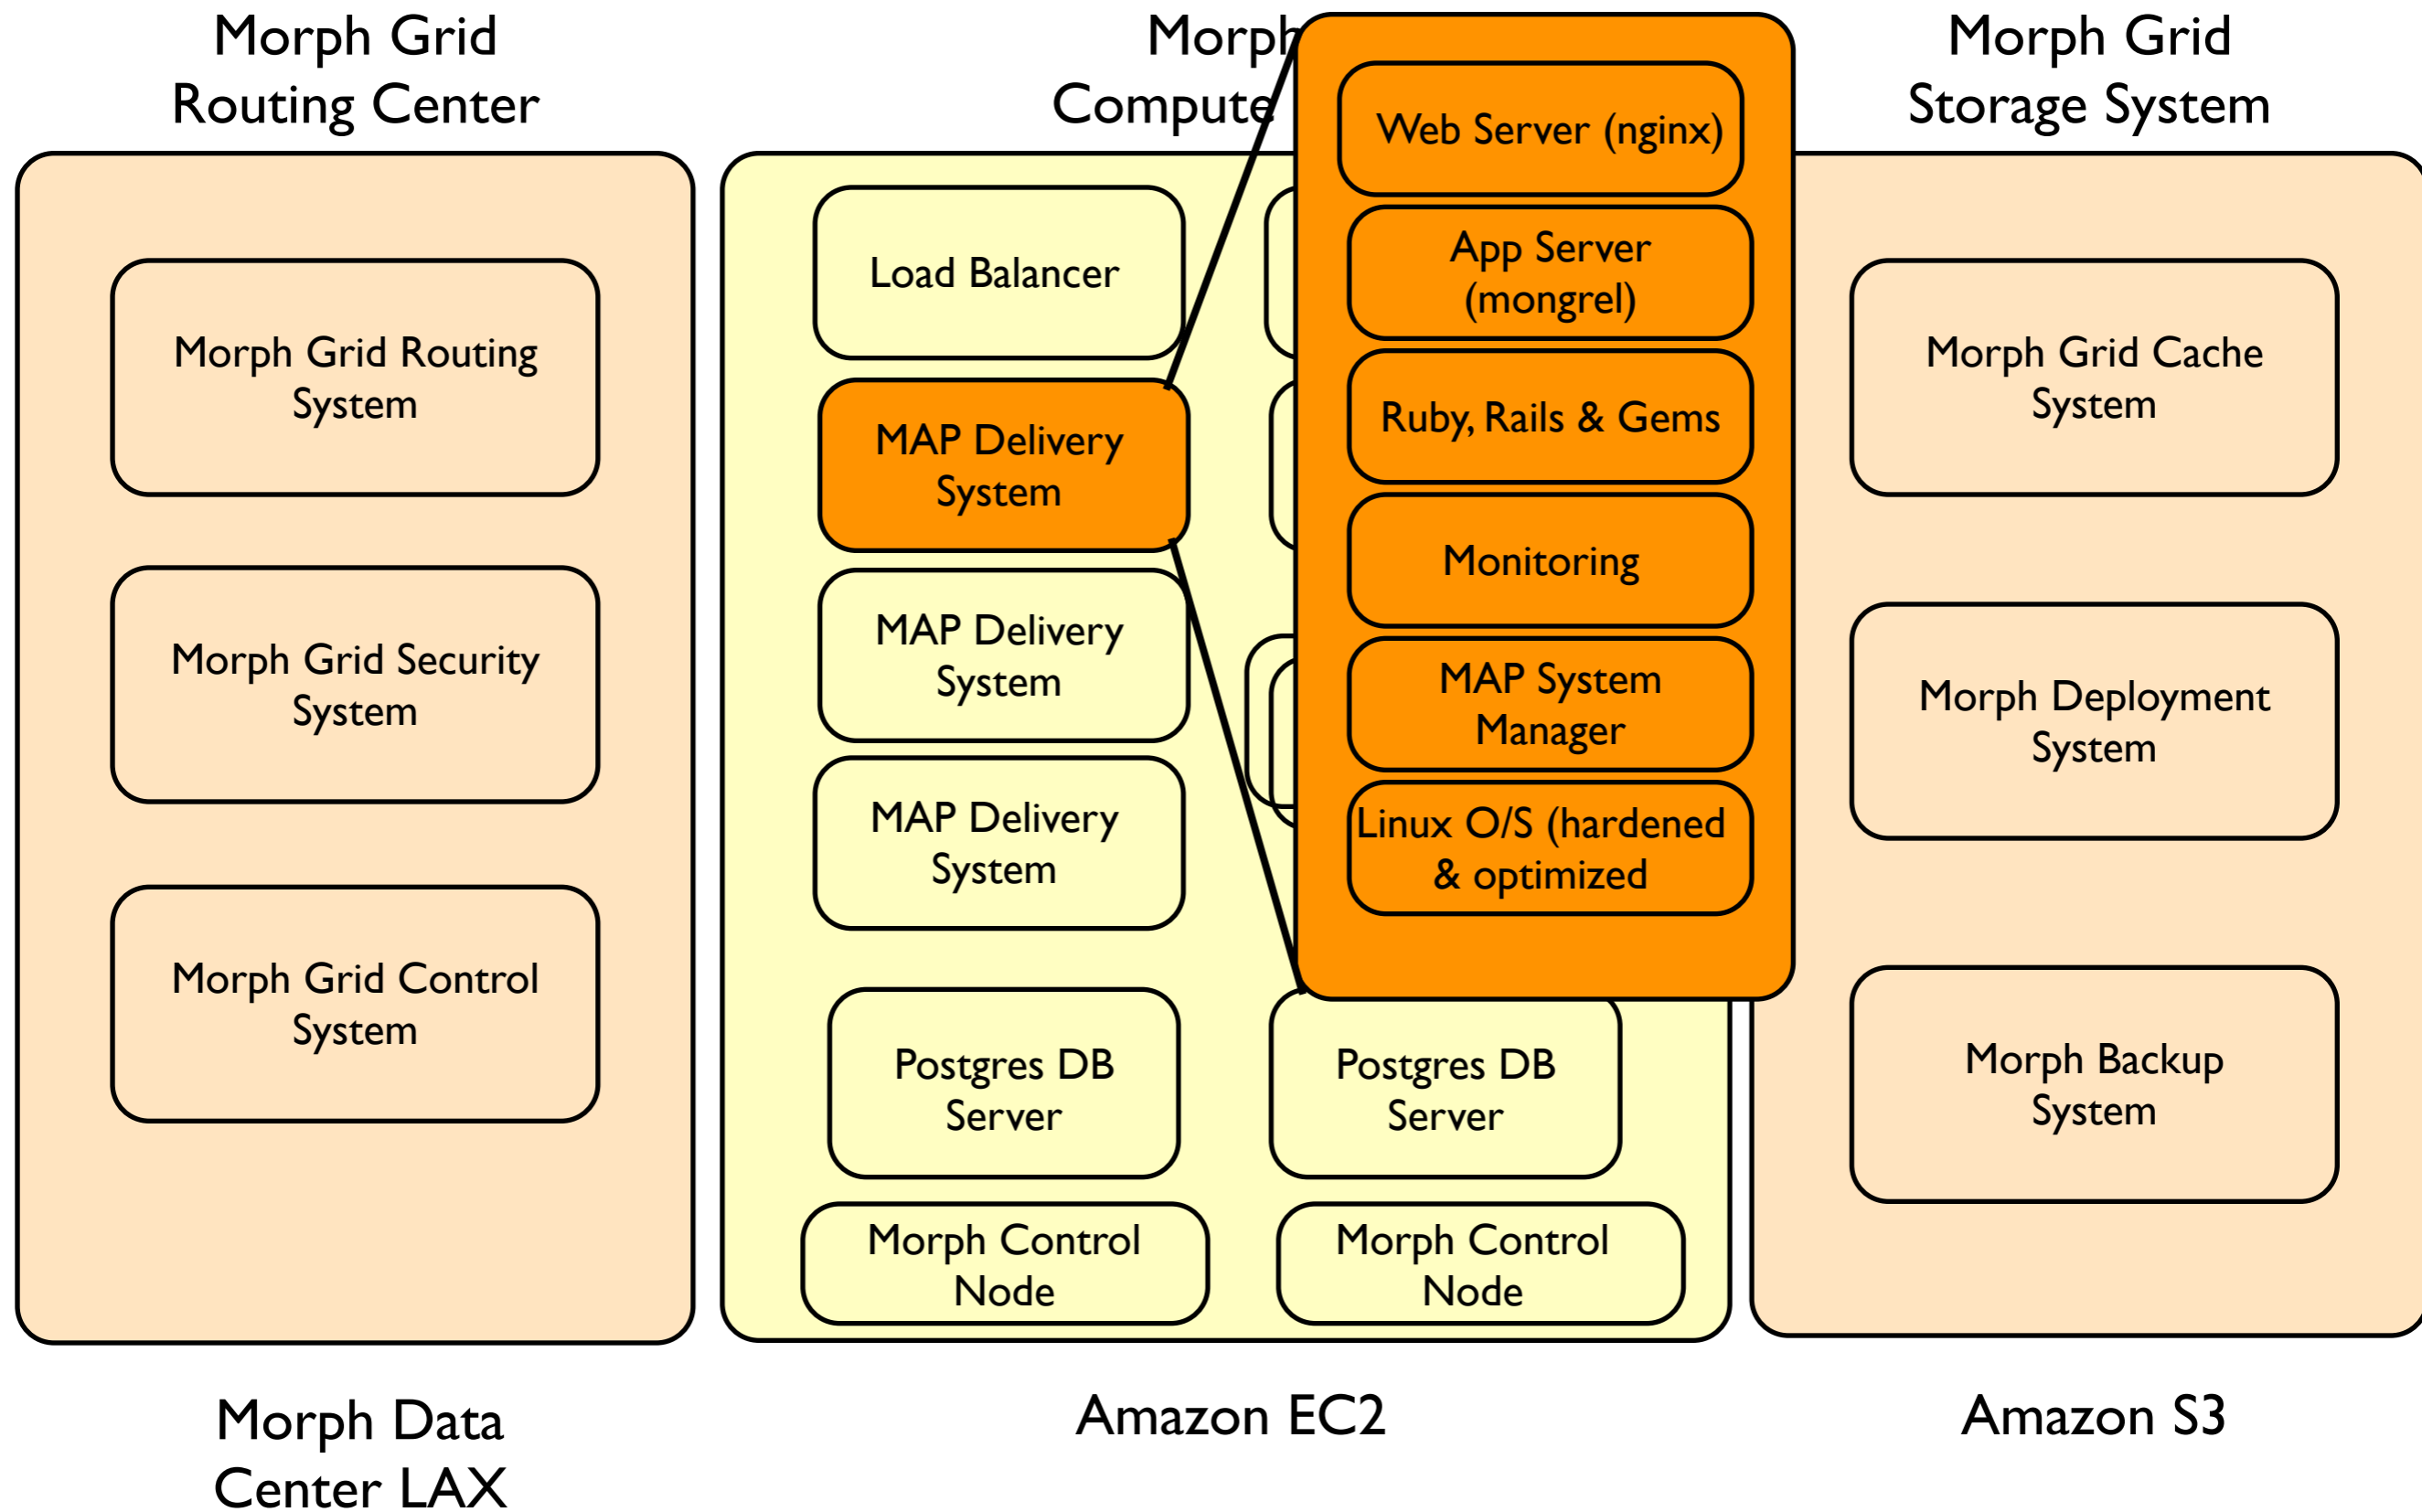 Morph Grid
Routing Center
Morph Grid Routing
System
Morph Grid Security
System
Morph Grid Control
System
Morph Data
Center LAX
Morph
Compute
Load Balancer
MAP Delivery
System
MAP Delivery
System
MAP Delivery
System
Postgres DB
Server
Postgres DB
Server
Morph Control
Node
Morph Control
Node
Amazon EC2
Web Server (nginx)
App Server
(mongrel)
Ruby, Rails & Gems
Monitoring
MAP System
Manager
Linux O/S (hardened
& optimized
Morph Grid
Storage System
Morph Grid Cache
System
Morph Deployment
System
Morph Backup
System
Amazon S3